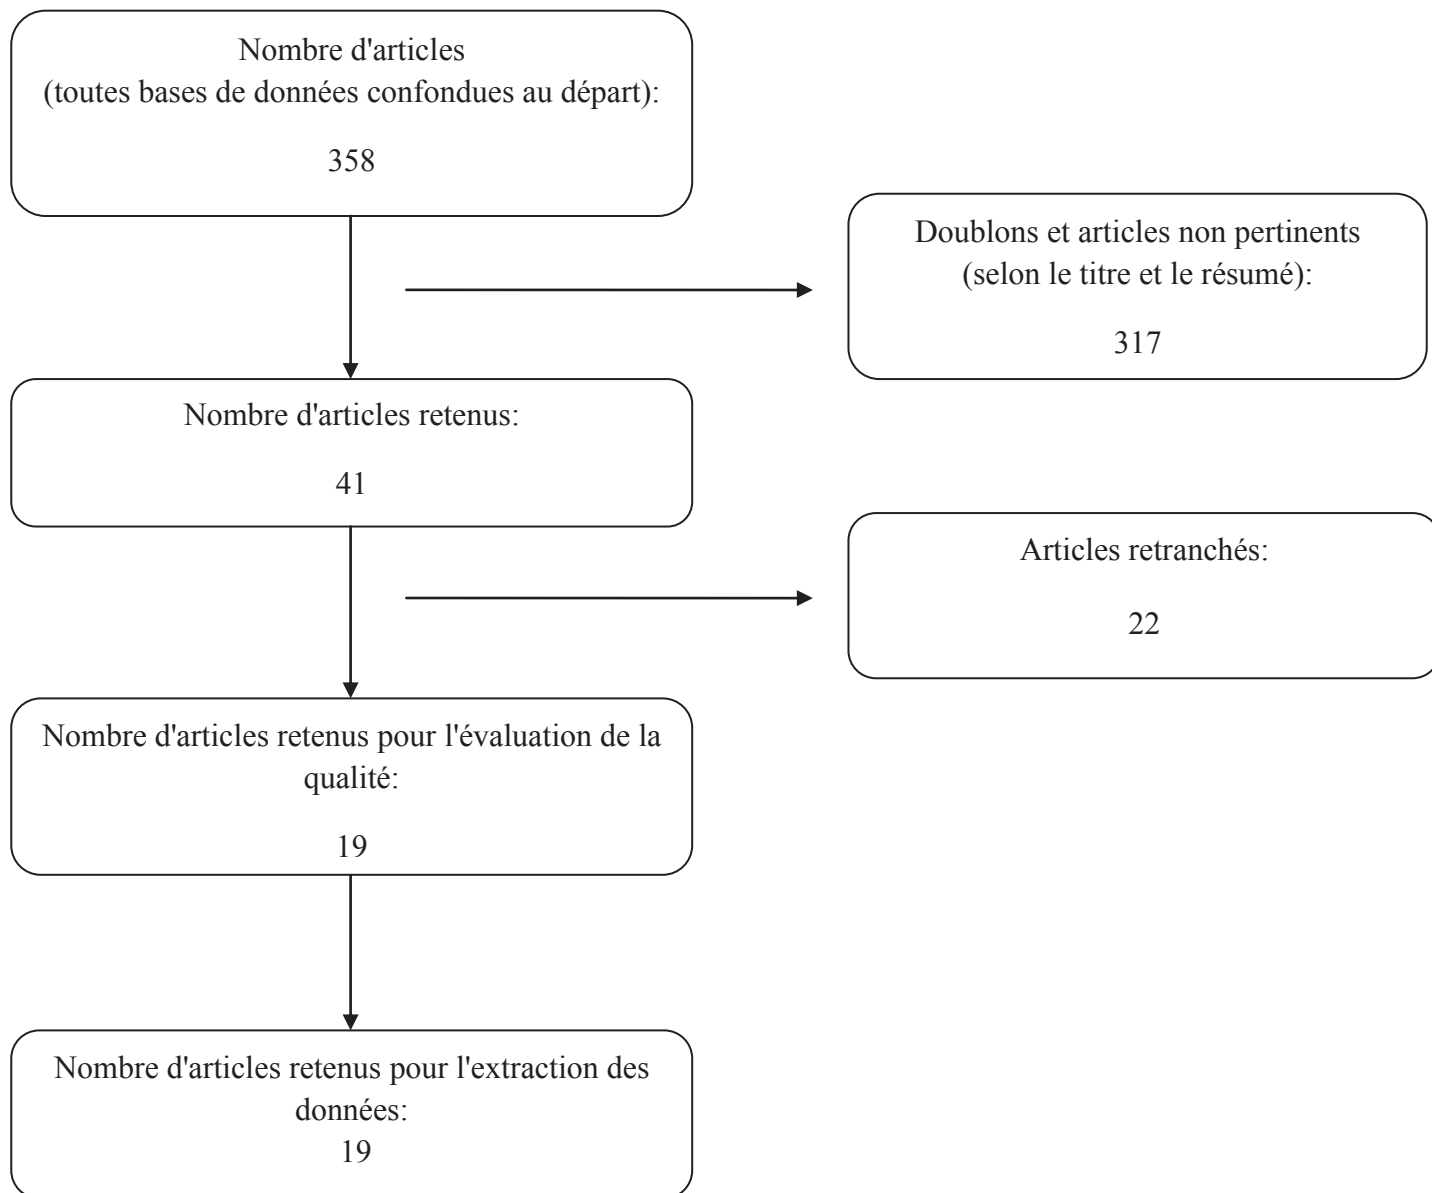 Nombre d'articles
(toutes bases de données confondues au départ):
358
Doublons et articles non pertinents
(selon le titre et le résumé):
317
Nombre d'articles retenus:
41
Articles retranchés:
22
Nombre d'articles retenus pour l'évaluation de la
qualité:
19
Nombre d'articles retenus pour l'extraction des
données:
19